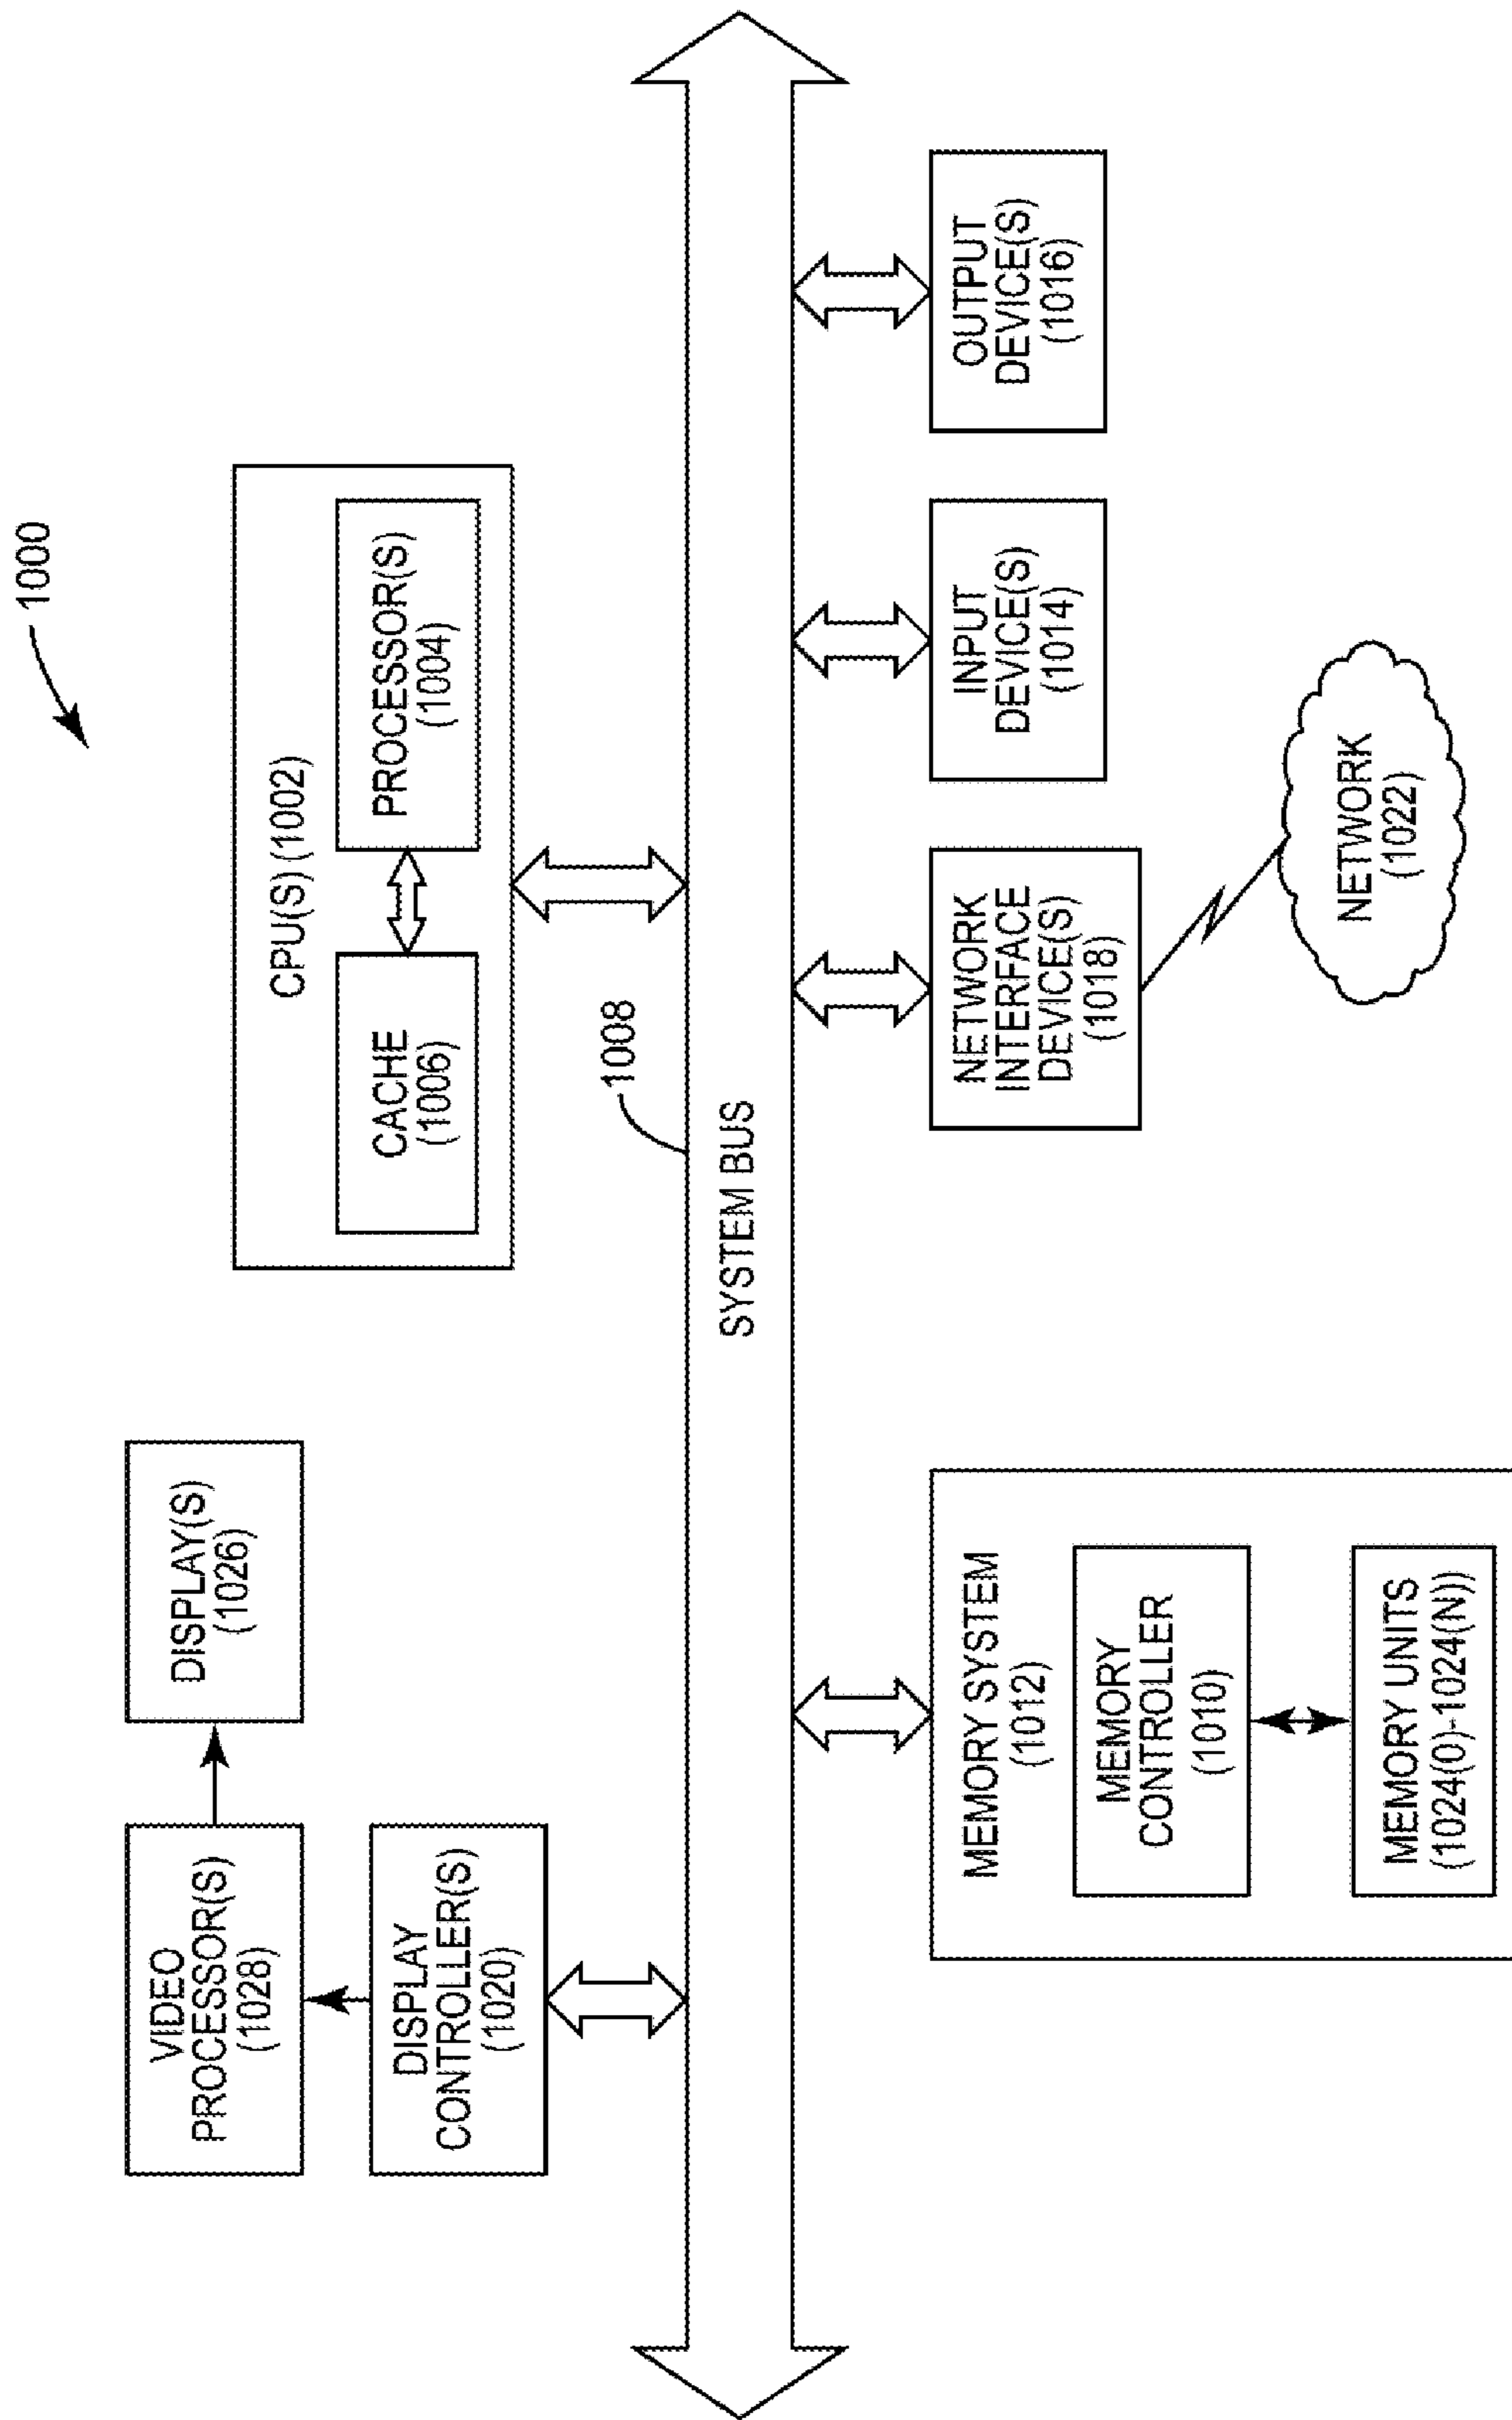 1000
VIDEO
PROCESSOR(S)
(1028)
DISPLAY(S)
(1026)
DISPLAY
CONTROLLER(S)
(1020)
CPU(S) (1002)
CACHE
(1006)
PROCESSOR(S)
(1004)
1008
SYSTEM BUS
MEMORY SYSTEM
(1012)
MEMORY
CONTROLLER
(1010)
MEMORY UNITS
(1024(0)-1024(N))
NETWORK
INTERFACE
DEVICE(S)
(1018)
INPUT
DEVICE(S)
(1014)
OUTPUT
DEVICE(S)
(1016)
NETWORK
(1022)